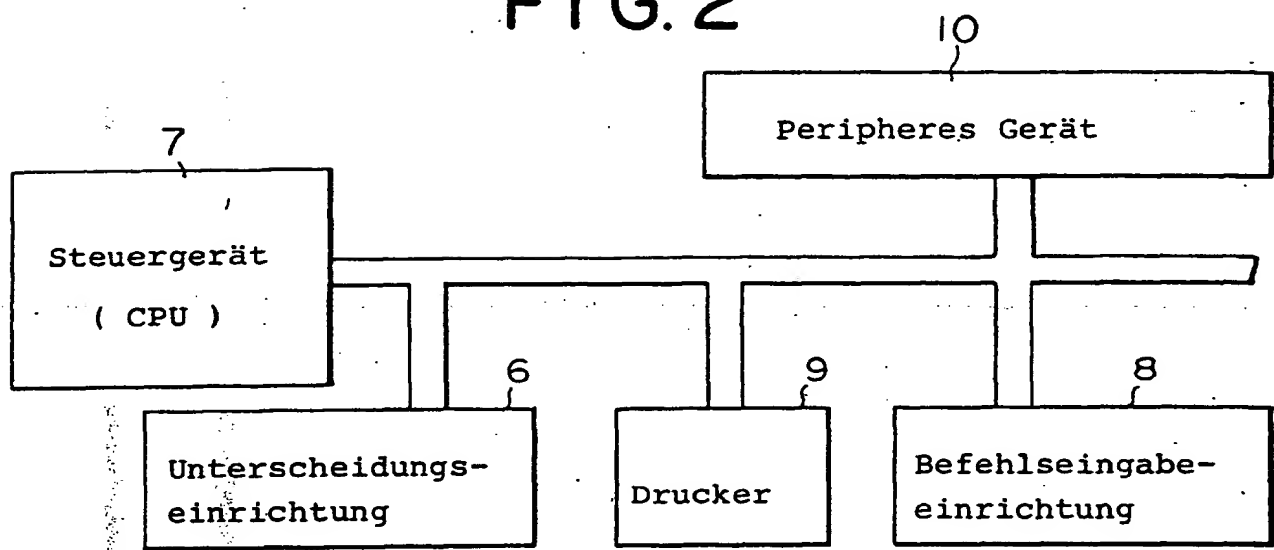 FIG. 2
10
Peripheres Gerät
7
Steuergerät
( CPU )
6
Unterscheidungs-
einrichtung
9
Drucker
8
Befehlseingabe-
einrichtung